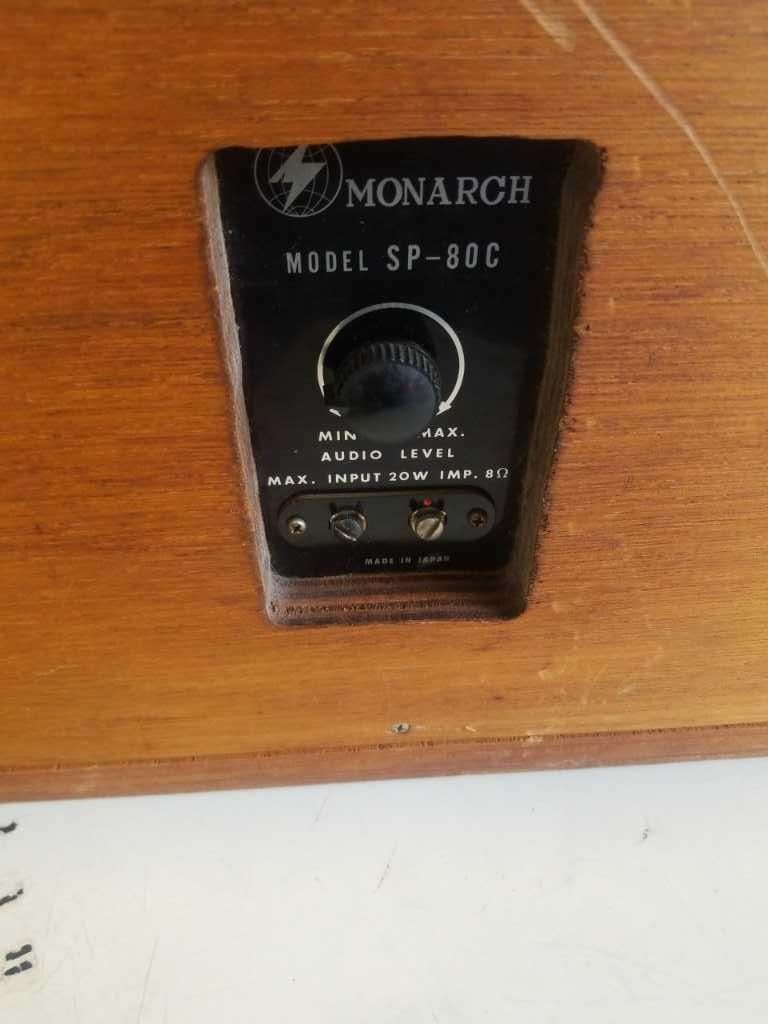 MONARCH
MODEL SP-80C
MIN MAX.
AUDIO LEVEL
MAX. INPUT 20W IMP. 8Ω
MADE IN JAPAN